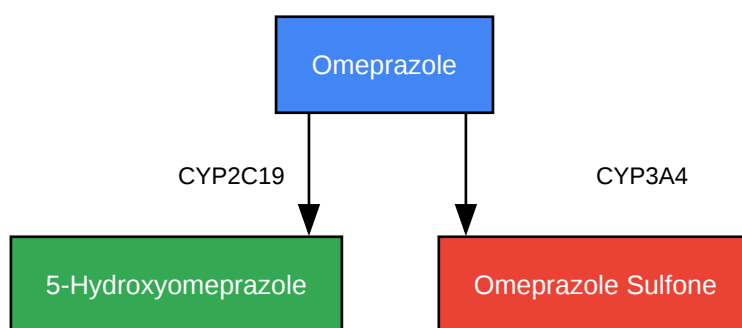 Omeprazole
CYP2C19
CYP3A4
5-Hydroxyomeprazole
Omeprazole Sulfone